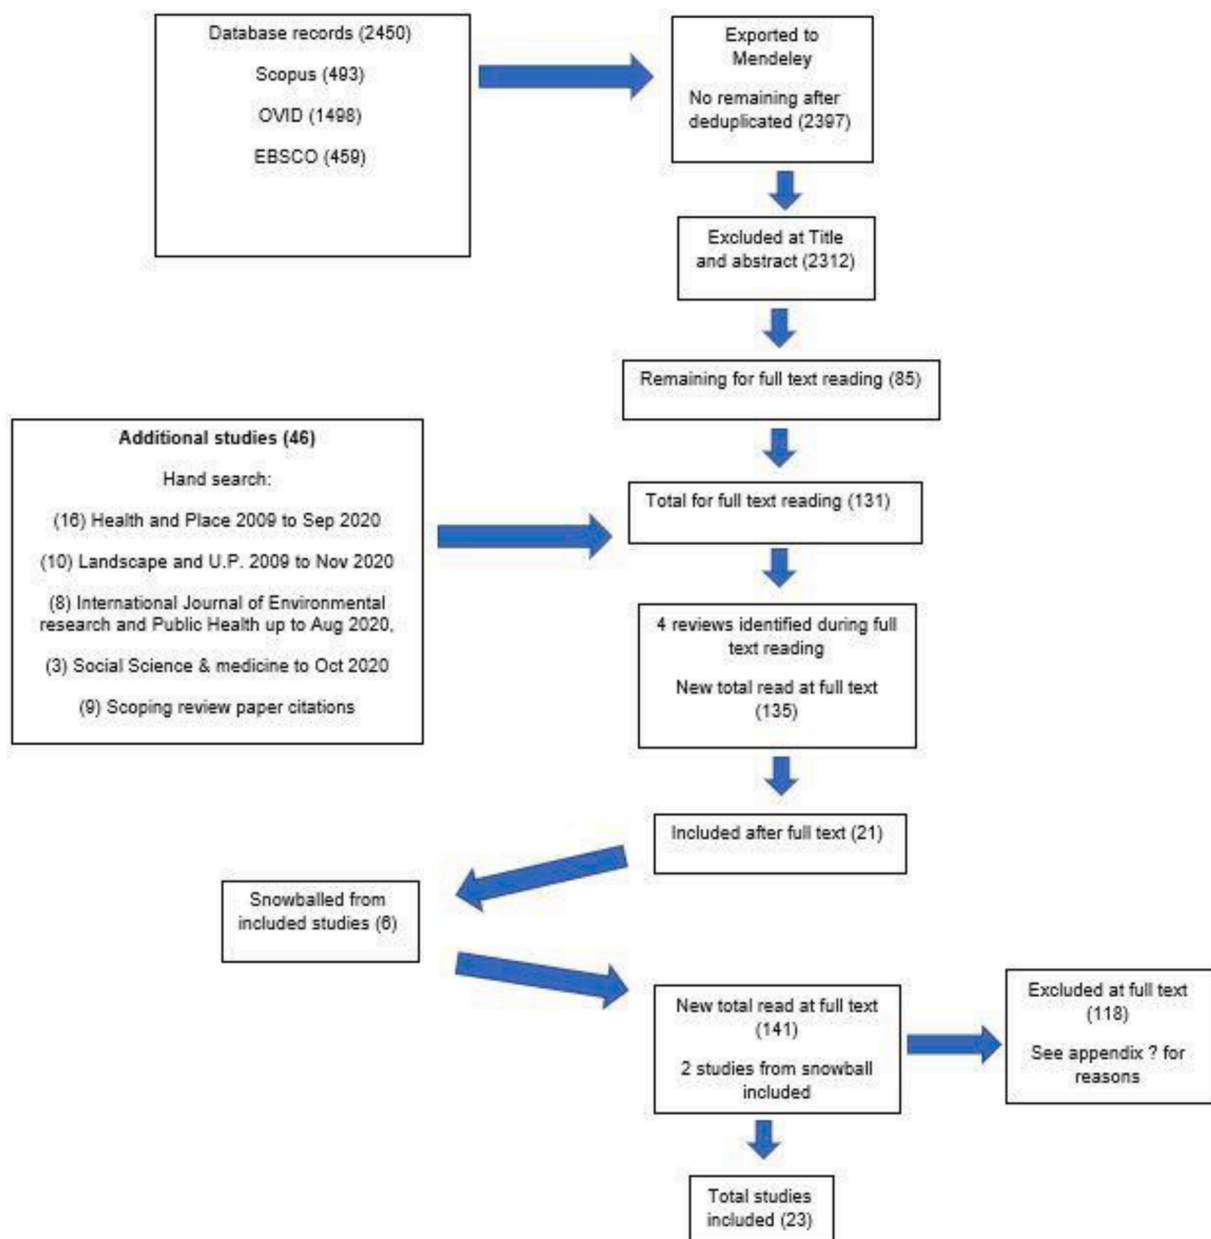 Database records (2450)
Scopus (493)
OVID (1498)
EBSCO (459)
Exported to
Mendeley
No remaining after
deduplicated (2397)
Excluded at Title
and abstract (2312)
Remaining for full text reading (85)
Additional studies (46)
Hand search:
(16) Health and Place 2009 to Sep 2020
(10) Landscape and U.P. 2009 to Nov 2020
(8) International Journal of Environmental
research and Public Health up to Aug 2020,
(3) Social Science & medicine to Oct 2020
(9) Scoping review paper citations
Total for full text reading (131)
4 reviews identified during full
text reading
New total read at full text
(135)
Included after full text (21)
Snowballed from
included studies (6)
New total read at full text
(141)
2 studies from snowball
included
Excluded at full text
(118)
See appendix ? for
reasons
Total studies
included (23)